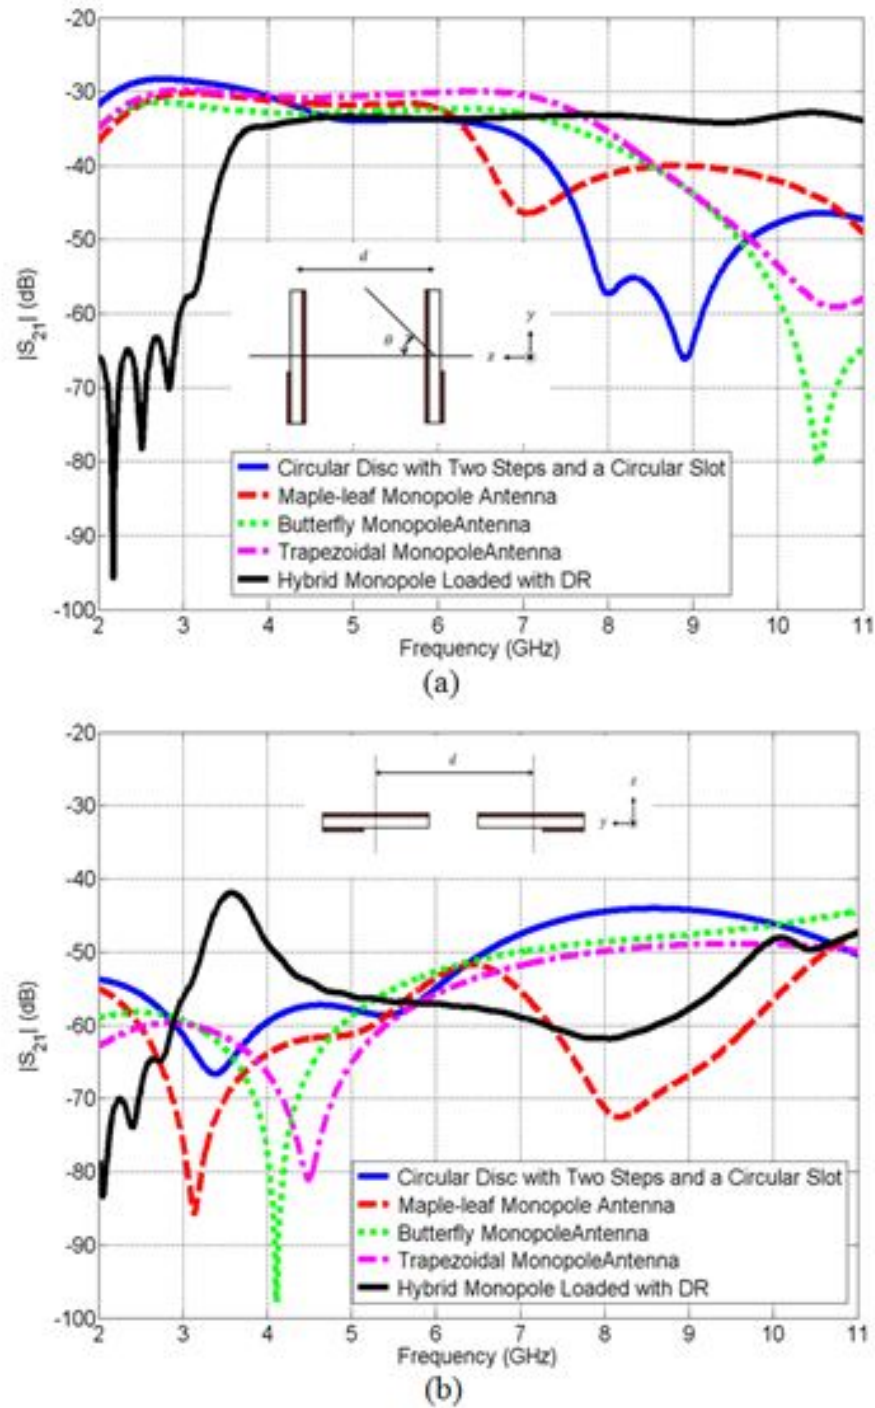 -20
-30
-40
-50
-60
-70
-80
-90
-100
|S21| (dB)
d
θ
y
z
Circular Disc with Two Steps and a Circular Slot
Maple-leaf Monopole Antenna
Butterfly MonopoleAntenna
Trapezoidal MonopoleAntenna
Hybrid Monopole Loaded with DR
2 3 4 5 6 7 8 9 10 11
Frequency (GHz)
(a)
-20
-30
-40
-50
-60
-70
-80
-90
-100
|S21| (dB)
d
y
Circular Disc with Two Steps and a Circular Slot
Maple-leaf Monopole Antenna
Butterfly MonopoleAntenna
Trapezoidal MonopoleAntenna
Hybrid Monopole Loaded with DR
2 3 4 5 6 7 8 9 10 11
Frequency (GHz)
(b)